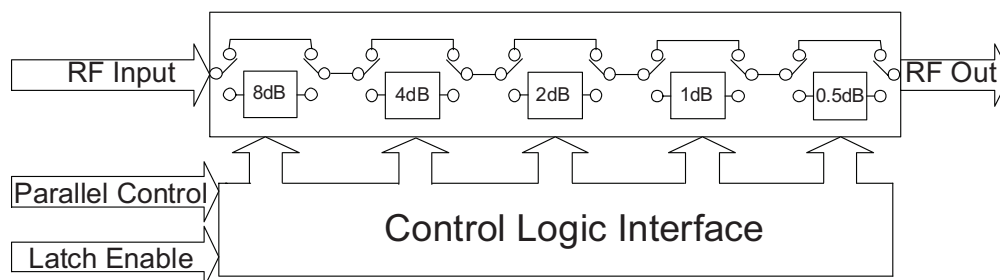 RF Input
8dB
4dB
2dB
1dB
0.5dB
RF Out
Parallel Control
Latch Enable
Control Logic Interface